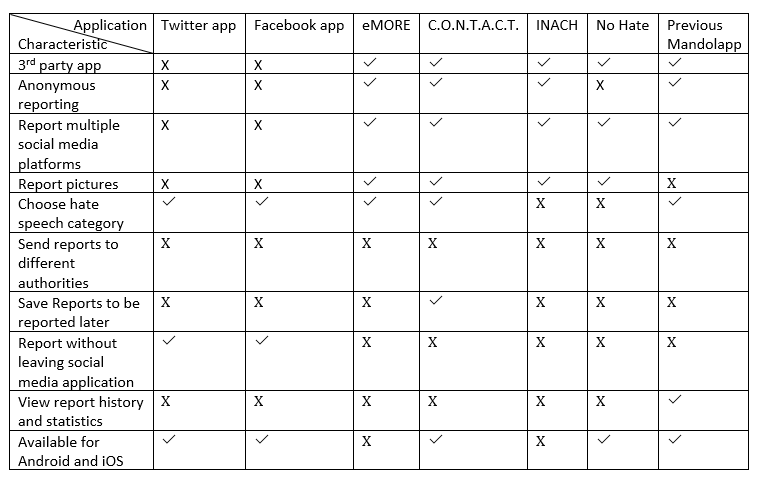 Application Twitter app Facebook app eMORE C.O.N.T.A.C.T. INACH No Hate Previous
Characteristic Mandolapp
3rd party app X X ✓ ✓ ✓ ✓ ✓
Anonymous X X ✓ ✓ ✓ X ✓
reporting
Report multiple X X ✓ ✓ ✓ ✓ ✓
social media
platforms
Report pictures X X ✓ ✓ ✓ ✓ X
Choose hate ✓ ✓ ✓ ✓ X X ✓
speech category
Send reports to X X X X X X X
different
authorities
Save Reports to be X X X ✓ X X X
reported later
Report without ✓ ✓ X X X X X
leaving social
media application
View report history X X X X X X ✓
and statistics
Available for ✓ ✓ X ✓ X ✓ ✓
Android and iOS